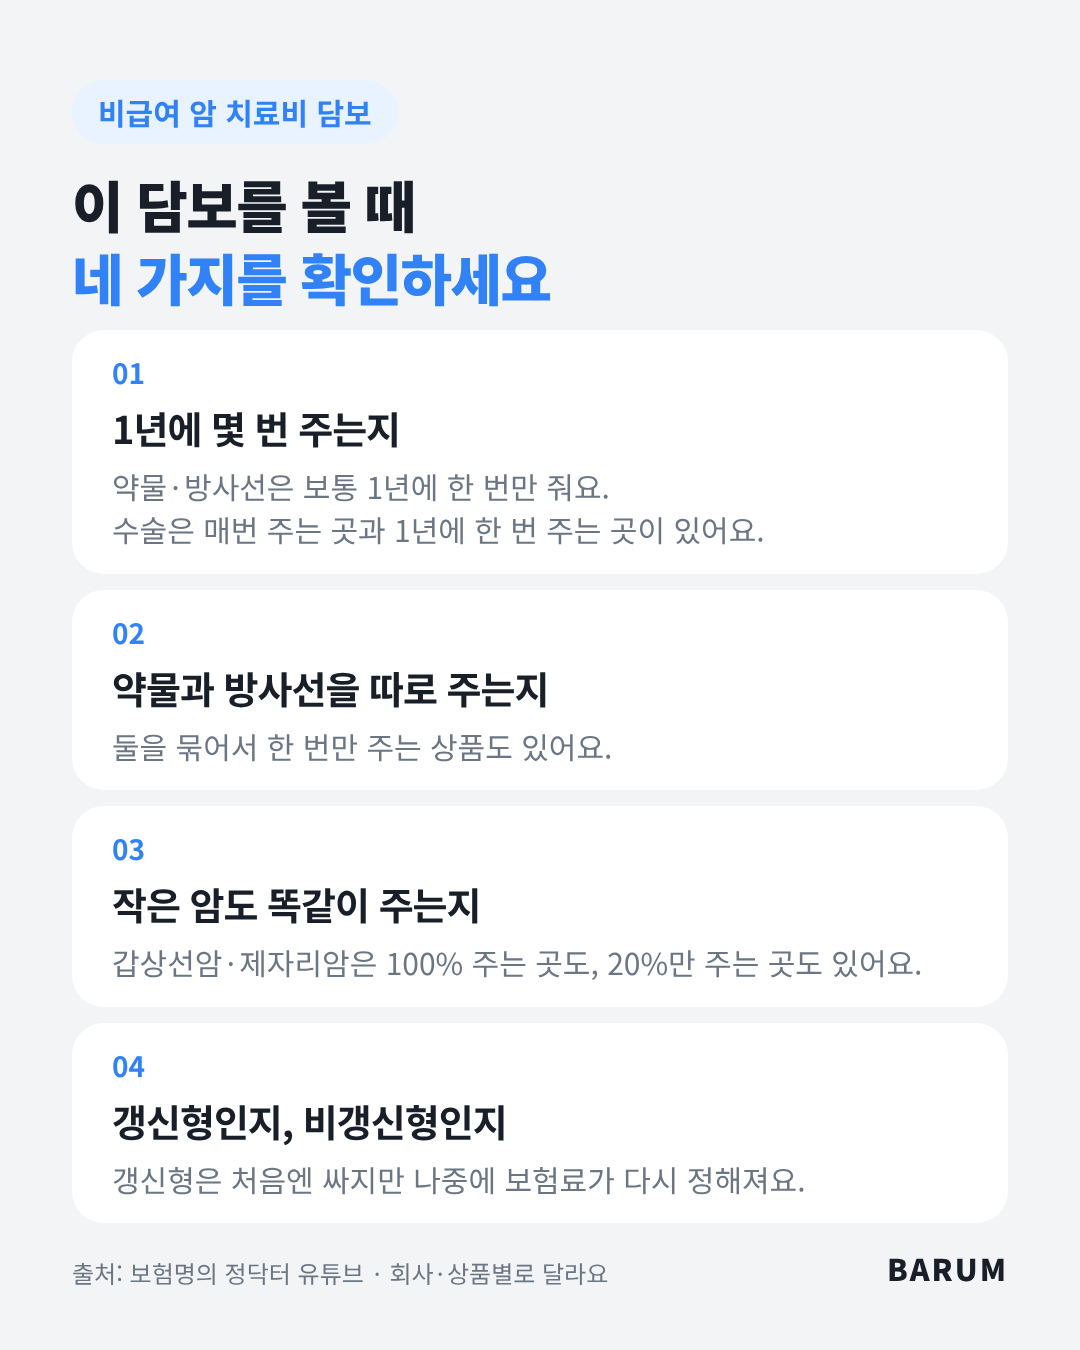 비급여 암 치료비 담보
이 담보를 볼 때
네 가지를 확인하세요
01
1년에 몇 번 주는지
약물·방사선은 보통 1년에 한 번만 줘요.
수술은 매번 주는 곳과 1년에 한 번 주는 곳이 있어요.
02
약물과 방사선을 따로 주는지
둘을 묶어서 한 번만 주는 상품도 있어요.
03
작은 암도 똑같이 주는지
갑상선암·제자리암은 100% 주는 곳도, 20%만 주는 곳도 있어요.
04
갱신형인지, 비갱신형인지
갱신형은 처음엔 싸지만 나중에 보험료가 다시 정해져요.
출처: 보험명의 정닥터 유튜브 · 회사·상품별로 달라요
BARUM